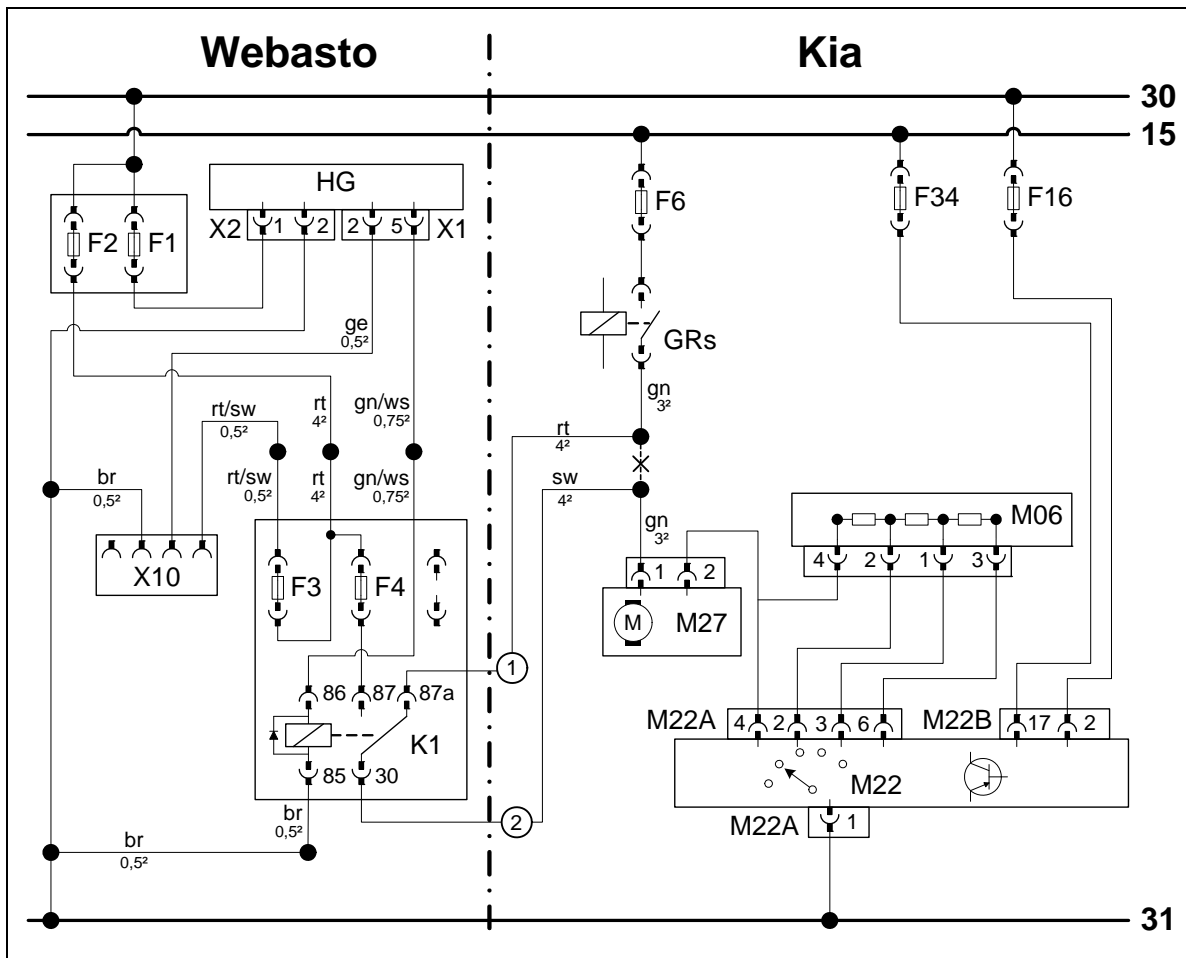 Webasto
Kia
30
15
HG
F6
F34
F16
X2 1 2 2 5 X1
F2 F1
ge
0,5²
GRs
gn
3²
rt/sw
0,5²
rt
4²
gn/ws
0,75²
rt
4²
br
0,5²
rt/sw
0,5²
rt
4²
gn/ws
0,75²
sw
4²
gn
3²
M06
4 2 1 3
X10
F3 F4
1 2
M M27
1
86 87 87a
M22A 4 2 3 6 M22B 17 2
K1
85 30
M22
br
0,5²
2
M22A 1
br
0,5²
31